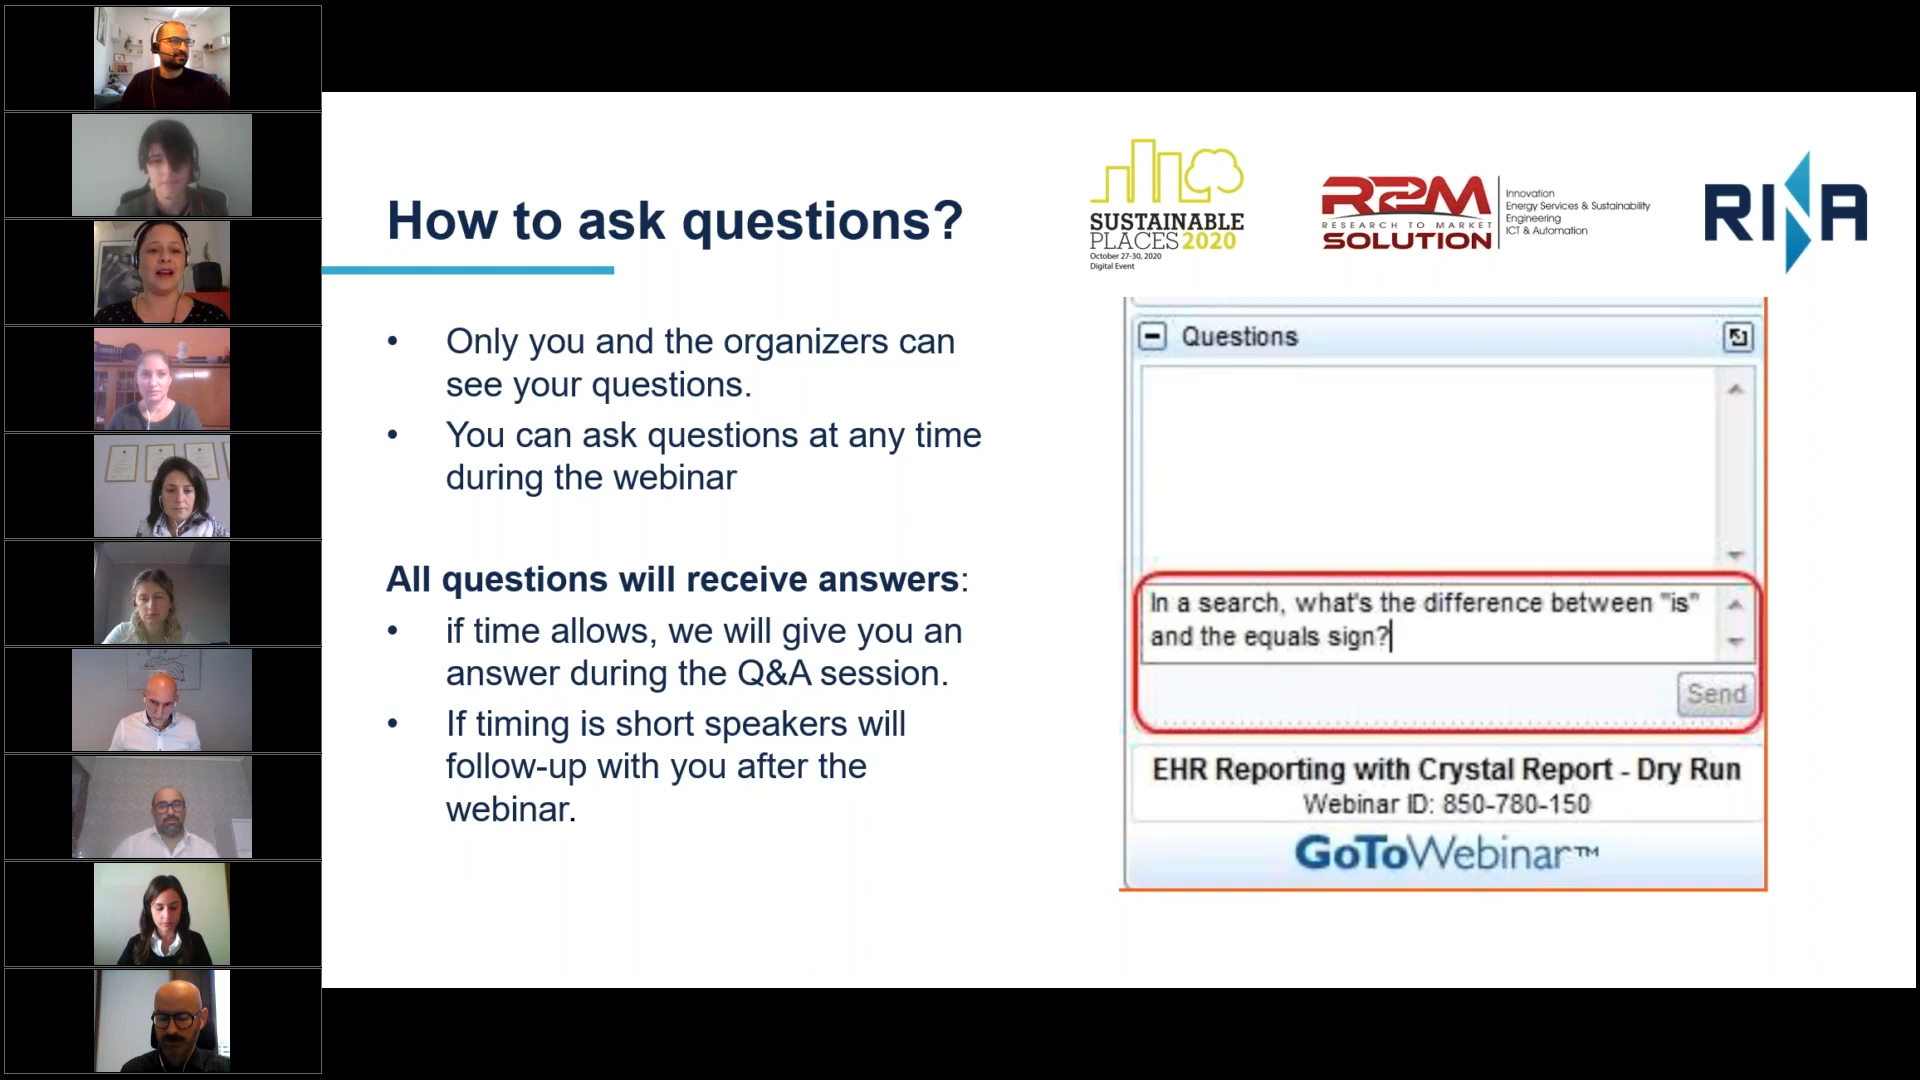 How to ask questions?
SUSTAINABLE
PLACES 2020
October 27-30, 2020
Digital Event
R2M
RESEARCH TO MARKET
SOLUTION
Innovation
Energy Services & Sustainability
Engineering
ICT & Automation
RINA
• Only you and the organizers can
see your questions.
• You can ask questions at any time
during the webinar
All questions will receive answers:
• if time allows, we will give you an
answer during the Q&A session.
• If timing is short speakers will
follow-up with you after the
webinar.
Questions
In a search, what's the difference between "is"
and the equals sign?
Send
EHR Reporting with Crystal Report - Dry Run
Webinar ID: 850-780-150
GoToWebinar™